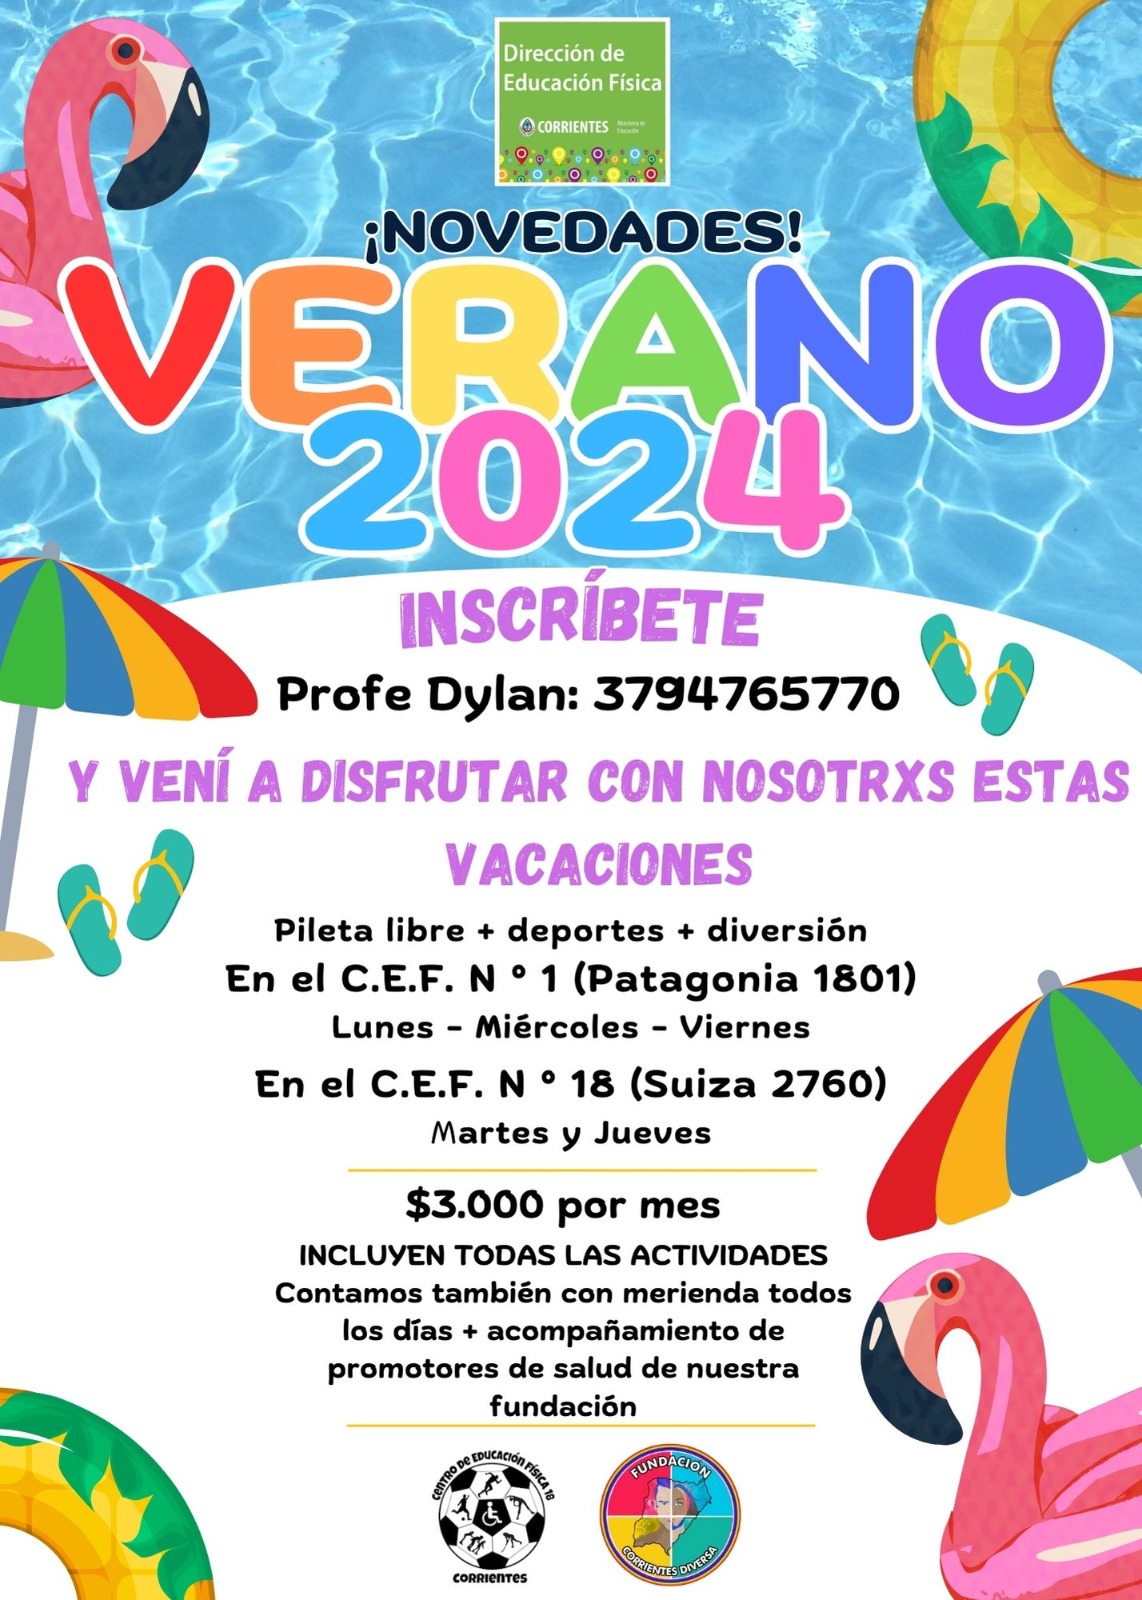 Dirección de
Educación Física
CORRIENTES
Ministerio de
Educación
¡NOVEDADES!
VERANO
2024
INSCRÍBETE
Profe Dylan: 3794765770
Y VENÍ A DISFRUTAR CON NOSOTRXS ESTAS
VACACIONES
Pileta libre + deportes + diversión
En el C.E.F. N ° 1 (Patagonia 1801)
Lunes - Miércoles - Viernes
En el C.E.F. N ° 18 (Suiza 2760)
Martes y Jueves
$3.000 por mes
INCLUYEN TODAS LAS ACTIVIDADES
Contamos también con merienda todos
los días + acompañamiento de
promotores de salud de nuestra
fundación
CENTRO DE EDUCACIÓN FÍSICA 18
CORRIENTES
FUNDACION
CORRIENTES DIVERSA